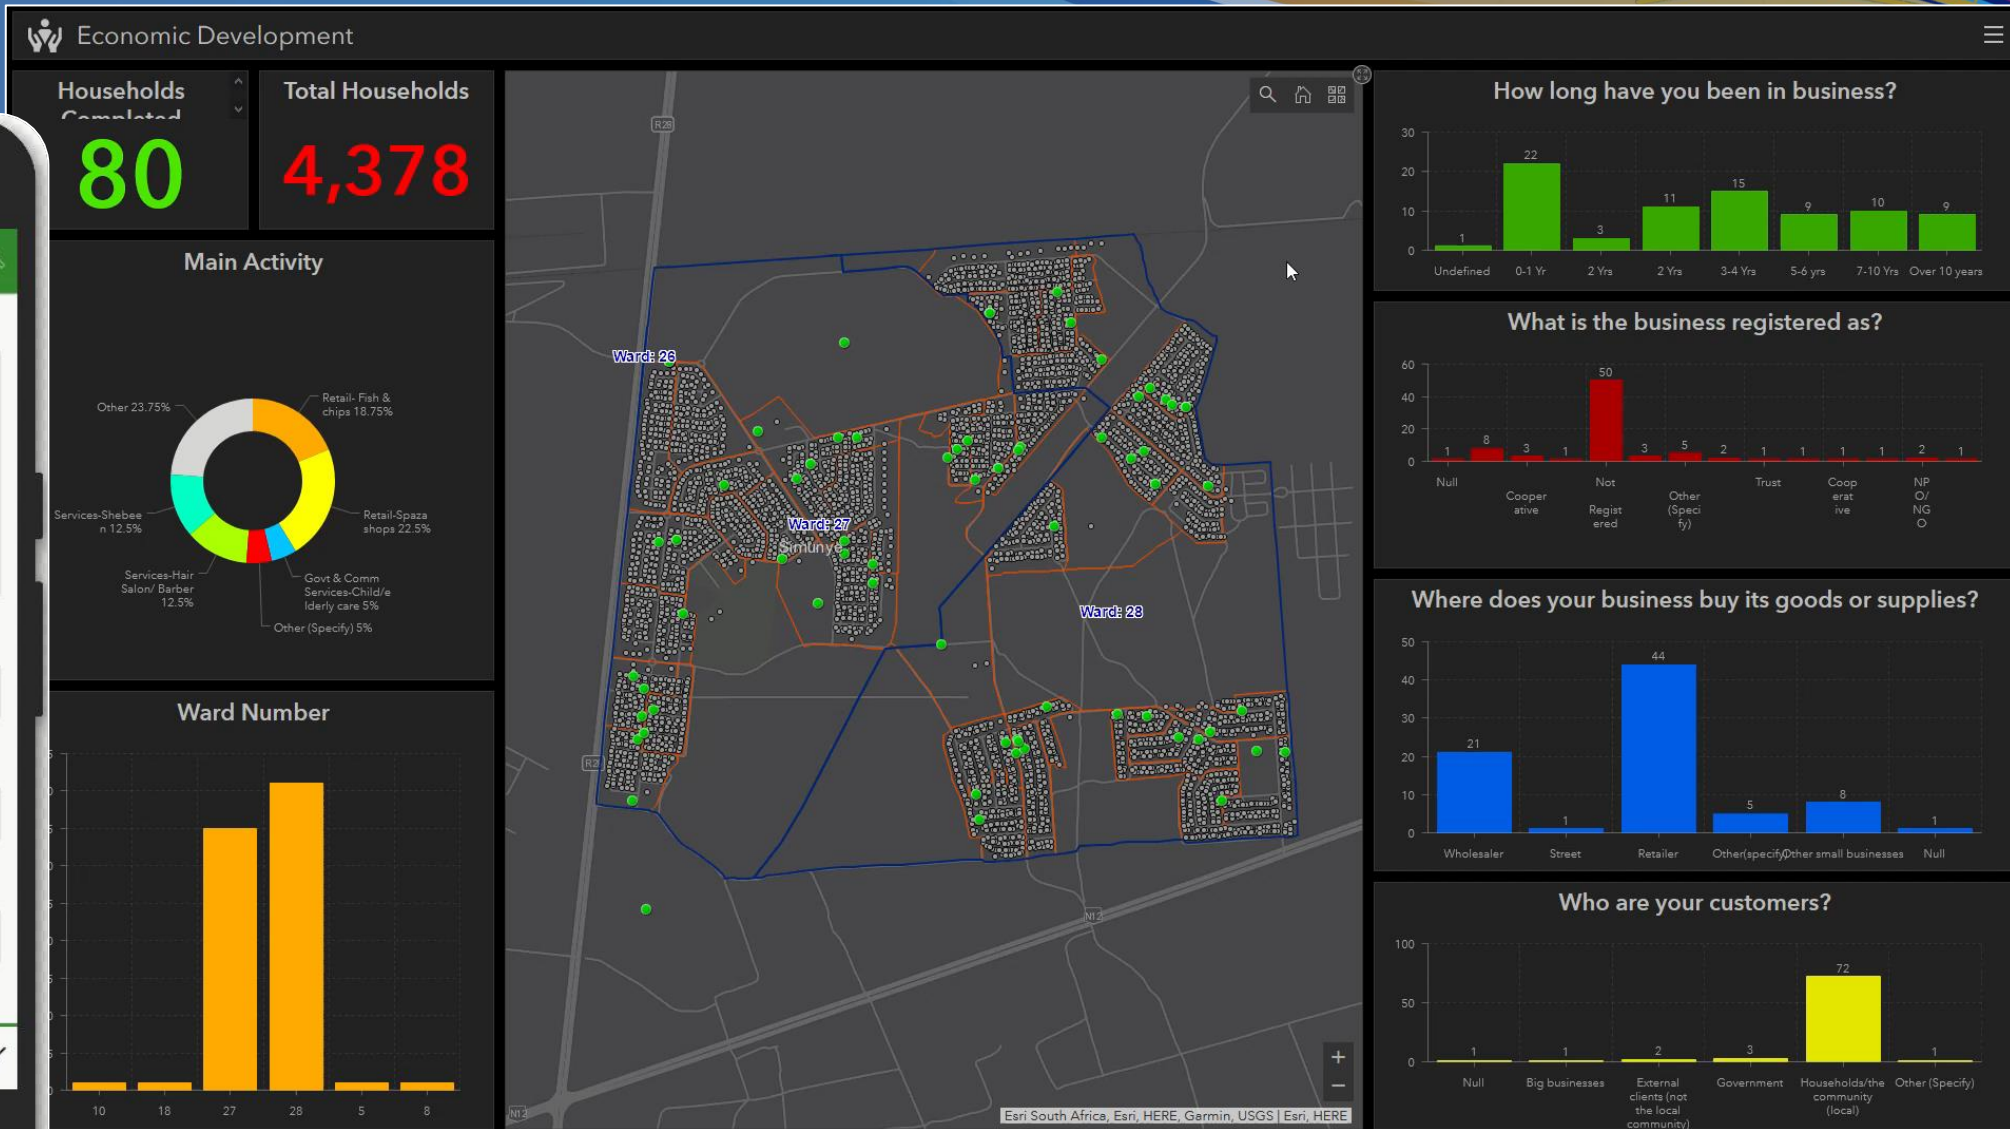 Economic Development
Households
Completed
80
Total Households
4,378
Main Activity
Other 23.75%
Retail- Fish &
chips 18.75%
Services-Shebee
n 12.5%
Retail-Spaza
shops 22.5%
Services-Hair
Salon/ Barber
12.5%
Govt & Comm
Services-Child/e
lderly care 5%
Other (Specify) 5%
Ward Number
10 18 27 28 5 8
R28
Ward: 26
Ward: 27
Simunye
Ward: 28
N12
N12
Esri South Africa, Esri, HERE, Garmin, USGS | Esri, HERE
How long have you been in business?
30
20
10
0
1 22 3 11 15 9 10 9
Undefined 0-1 Yr 2 Yrs 2 Yrs 3-4 Yrs 5-6 yrs 7-10 Yrs Over 10 years
What is the business registered as?
60
40
20
0
1 8 3 1 50 3 5 2 1 1 1 1 2 1
Null
Cooper
ative
Not
Regist
ered
Other
(Speci
fy)
Trust
Coop
erat
ive
NP
O/
NG
O
Where does your business buy its goods or supplies?
50
40
30
20
10
0
21 1 44 5 8 1
Wholesaler Street Retailer Other(specify) Other small businesses Null
Who are your customers?
100
50
0
1 1 2 3 72 1
Null
Big businesses
External
clients (not
the local
community)
Government
Households/the
community
(local)
Other (Specify)